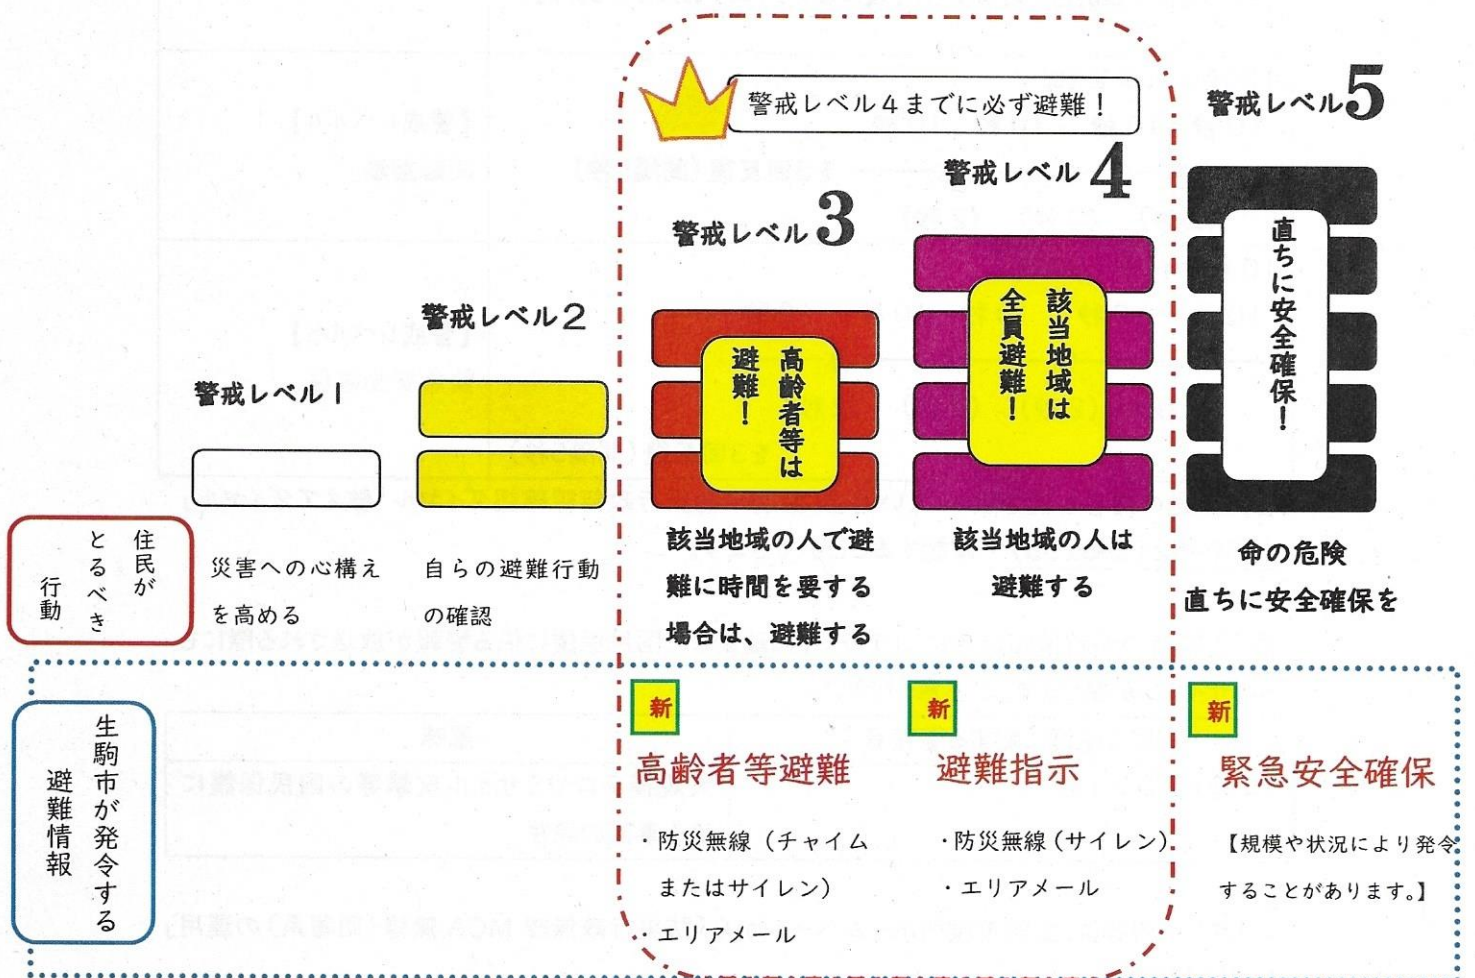 警戒レベル4までに必ず避難！
警戒レベル1
警戒レベル2
警戒レベル3
警戒レベル4
警戒レベル5
高齢者等は
避難！
該当地域は
全員避難！
直ちに安全確保！
住民が
とるべき
行動
災害への心構え
を高める
自らの避難行動
の確認
該当地域の人で避
難に時間を要する
場合は、避難する
該当地域の人は
避難する
命の危険
直ちに安全確保を
生駒市が発令する
避難情報
新
高齢者等避難
・防災無線（チャイム
またはサイレン）
・エリアメール
新
避難指示
・防災無線（サイレン）
・エリアメール
新
緊急安全確保
【規模や状況により発令
することがあります。】